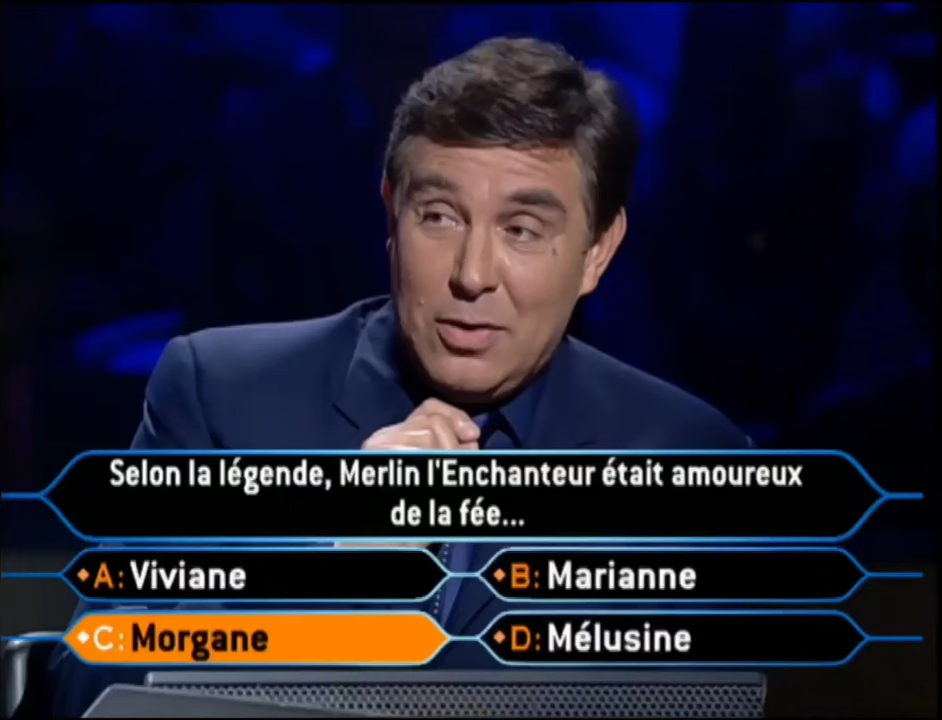 Selon la légende, Merlin l'Enchanteur était amoureux
de la fée...
A: Viviane
B: Marianne
C: Morgane
D: Mélusine